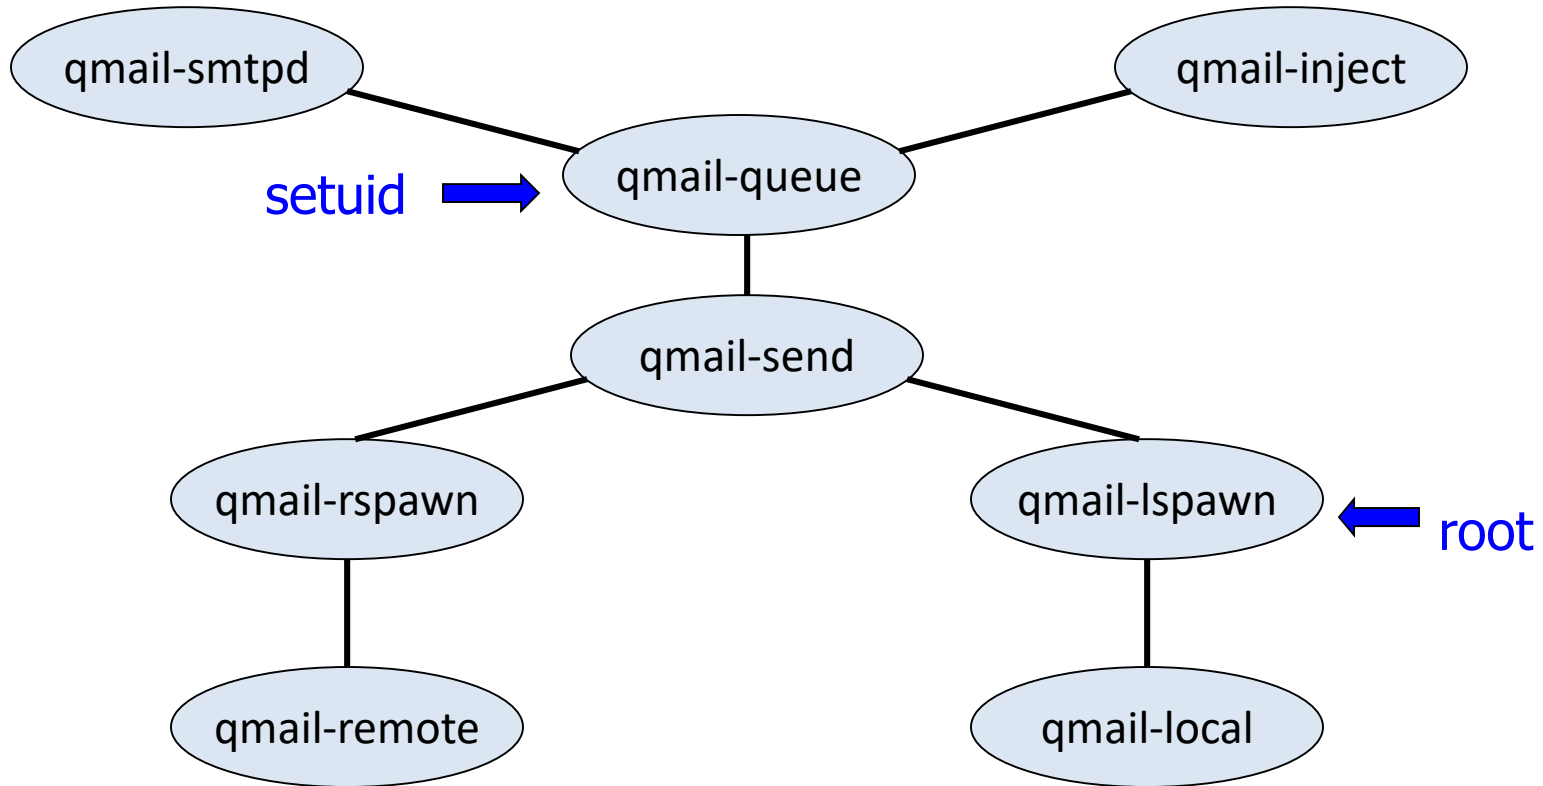 qmail-smtpd
qmail-inject
qmail-queue
setuid
qmail-send
qmail-rspawn
qmail-lspawn
root
qmail-remote
qmail-local